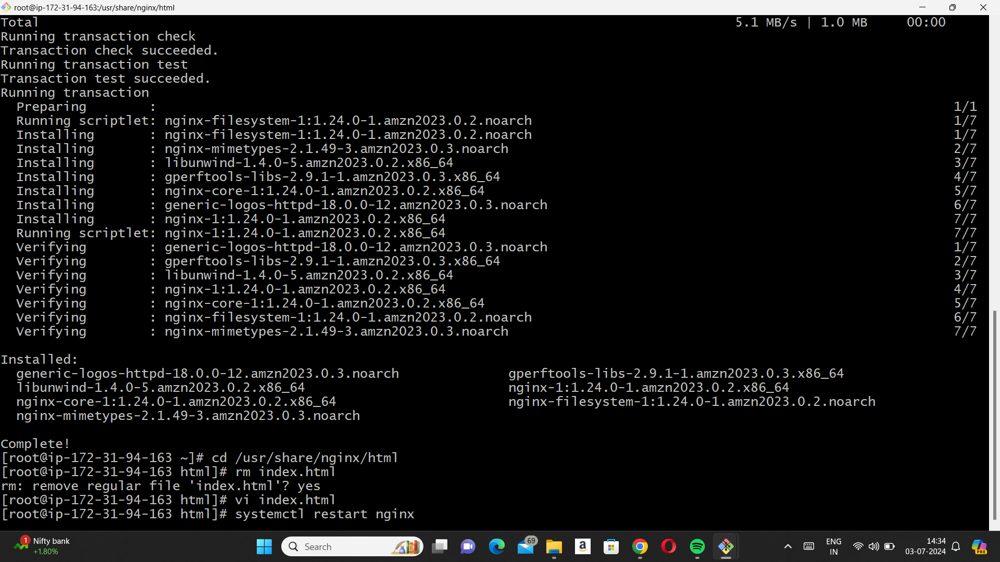 root@ip-172-31-94-163:/usr/share/nginx/html
Total 5.1 MB/s | 1.0 MB 00:00
Running transaction check
Transaction check succeeded.
Running transaction test
Transaction test succeeded.
Running transaction
Preparing : 1/1
Running scriptlet: nginx-filesystem-1:1.24.0-1.amzn2023.0.2.noarch 1/7
Installing : nginx-filesystem-1:1.24.0-1.amzn2023.0.2.noarch 1/7
Installing : nginx-mimetypes-2.1.49-3.amzn2023.0.3.noarch 2/7
Installing : libunwind-1.4.0-5.amzn2023.0.2.x86_64 3/7
Installing : gperftools-libs-2.9.1-1.amzn2023.0.3.x86_64 4/7
Installing : nginx-core-1:1.24.0-1.amzn2023.0.2.x86_64 5/7
Installing : generic-logos-httpd-18.0.0-12.amzn2023.0.3.noarch 6/7
Installing : nginx-1:1.24.0-1.amzn2023.0.2.x86_64 7/7
Running scriptlet: nginx-1:1.24.0-1.amzn2023.0.2.x86_64 7/7
Verifying : generic-logos-httpd-18.0.0-12.amzn2023.0.3.noarch 1/7
Verifying : gperftools-libs-2.9.1-1.amzn2023.0.3.x86_64 2/7
Verifying : libunwind-1.4.0-5.amzn2023.0.2.x86_64 3/7
Verifying : nginx-1:1.24.0-1.amzn2023.0.2.x86_64 4/7
Verifying : nginx-core-1:1.24.0-1.amzn2023.0.2.x86_64 5/7
Verifying : nginx-filesystem-1:1.24.0-1.amzn2023.0.2.noarch 6/7
Verifying : nginx-mimetypes-2.1.49-3.amzn2023.0.3.noarch 7/7
Installed:
generic-logos-httpd-18.0.0-12.amzn2023.0.3.noarch gperftools-libs-2.9.1-1.amzn2023.0.3.x86_64
libunwind-1.4.0-5.amzn2023.0.2.x86_64 nginx-1:1.24.0-1.amzn2023.0.2.x86_64
nginx-core-1:1.24.0-1.amzn2023.0.2.x86_64 nginx-filesystem-1:1.24.0-1.amzn2023.0.2.noarch
nginx-mimetypes-2.1.49-3.amzn2023.0.3.noarch
Complete!
[root@ip-172-31-94-163 ~]# cd /usr/share/nginx/html
[root@ip-172-31-94-163 html]# rm index.html
rm: remove regular file 'index.html'? yes
[root@ip-172-31-94-163 html]# vi index.html
[root@ip-172-31-94-163 html]# systemctl restart nginx
1 Nifty bank
+1.80%
Search
69
a
ENG
IN
14:34
03-07-2024
PRE